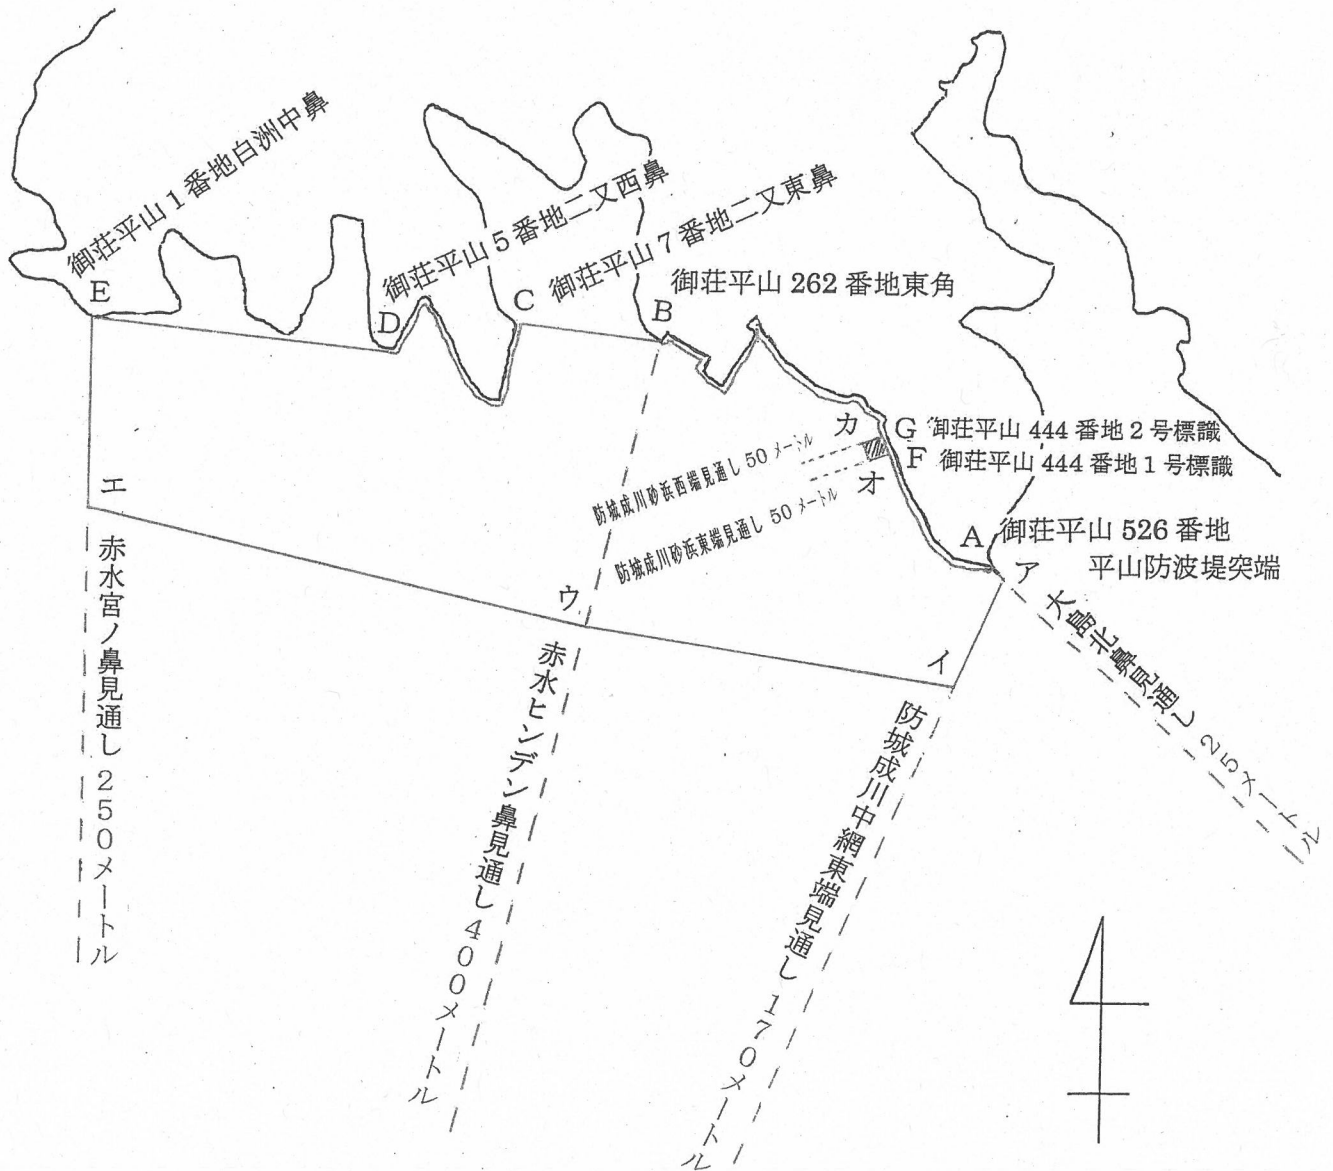 御荘平山1番地白洲中鼻
E
御荘平山5番地二又西鼻
D
御荘平山7番地二又東鼻
C
御荘平山 262 番地東角
B
カ
G 御荘平山 444 番地 2 号標識
F 御荘平山 444 番地 1 号標識
オ
防城成川砂浜西端見通し 50 メートル
防城成川砂浜東端見通し 50 メートル
A 御荘平山 526 番地
平山防波堤突端
ア
大島北鼻見通し25メートル
エ
赤水宮ノ鼻見通し250メートル
ウ
赤水ヒンデン鼻見通し400メートル
イ
防城成川中網東端見通し170メートル